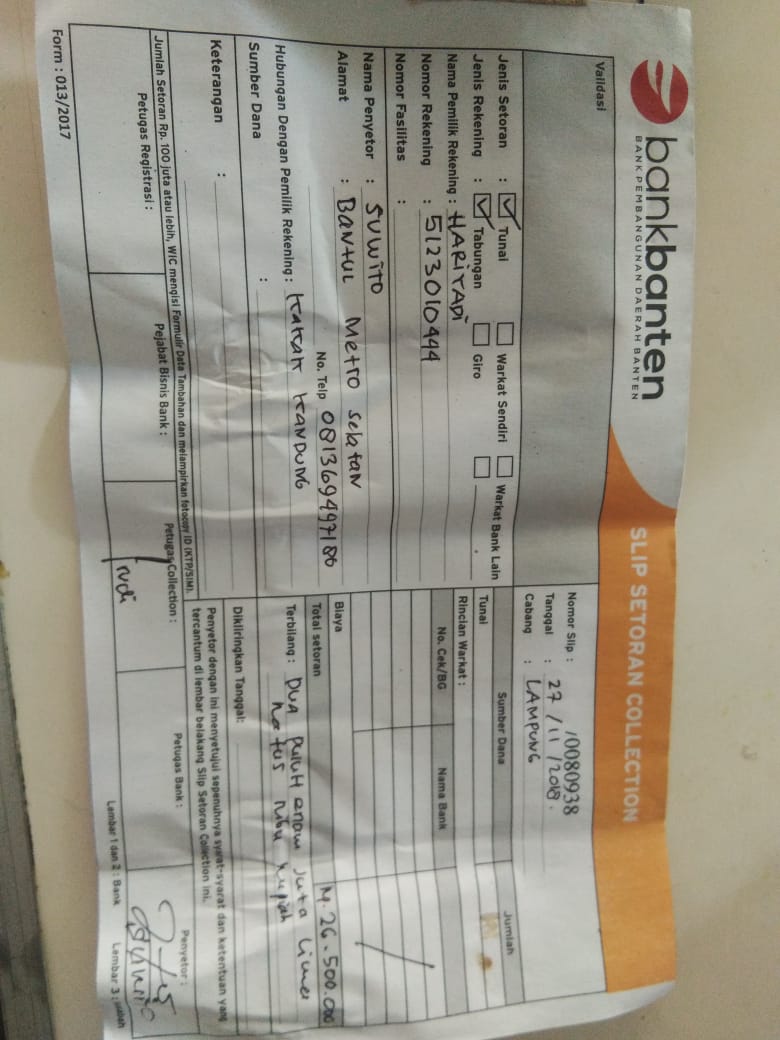 bankbanten
BANK PEMBANGUNAN DAERAH BANTEN
SLIP SETORAN COLLECTION
Validasi
Nomor Slip : 10080938
Tanggal : 27/11/2018.
Cabang : LAMPUNG
Jenis Setoran : Tunai Warkat Sendiri Warkat Bank Lain
Jenis Rekening : Tabungan Giro
Nama Pemilik Rekening : HARIYADI
Nomor Rekening : 5123010444
Nomor Fasilitas :
Nama Penyetor : SUWITO
Alamat : BANTUL Metro selatan
No. Telp 081369497186
Hubungan Dengan Pemilik Rekening : KAKAK KANDUNG
Sumber Dana :
Keterangan :
Sumber Dana Jumlah
Tunai
Rincian Warkat :
No. Cek/BG Nama Bank
Biaya
Total setoran 26.500.000
Terbilang : DUA PULUH enam Juta lima
ratus ribu rupiah
Dikliringkan Tanggal:
Penyetor dengan ini menyetujui sepenuhnya syarat-syarat dan ketentuan yang
tercantum di lembar belakang Slip Setoran Collection ini.
Jumlah Setoran Rp. 100 juta atau lebih, WIC mengisi Formulir Data Tambahan dan melampirkan fotocopy ID (KTP/SIM).
Petugas Registrasi : Pejabat Bisnis Bank : Petugas Collection : Petugas Bank : Penyetor :
Form : 013/2017
Lembar 1 dan 2 : Bank Lembar 3 :